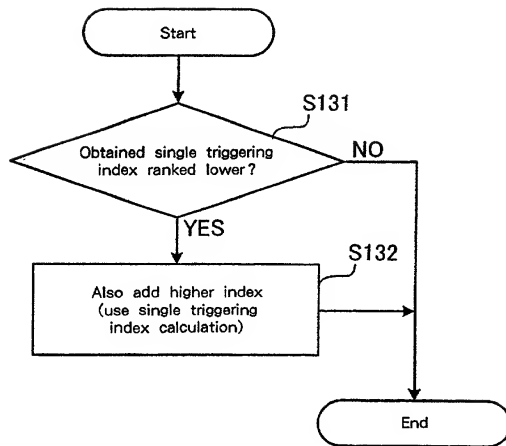 Start
S131
Obtained single triggering
index ranked lower?
NO
YES
S132
Also add higher index
(use single triggering
index calculation)
End